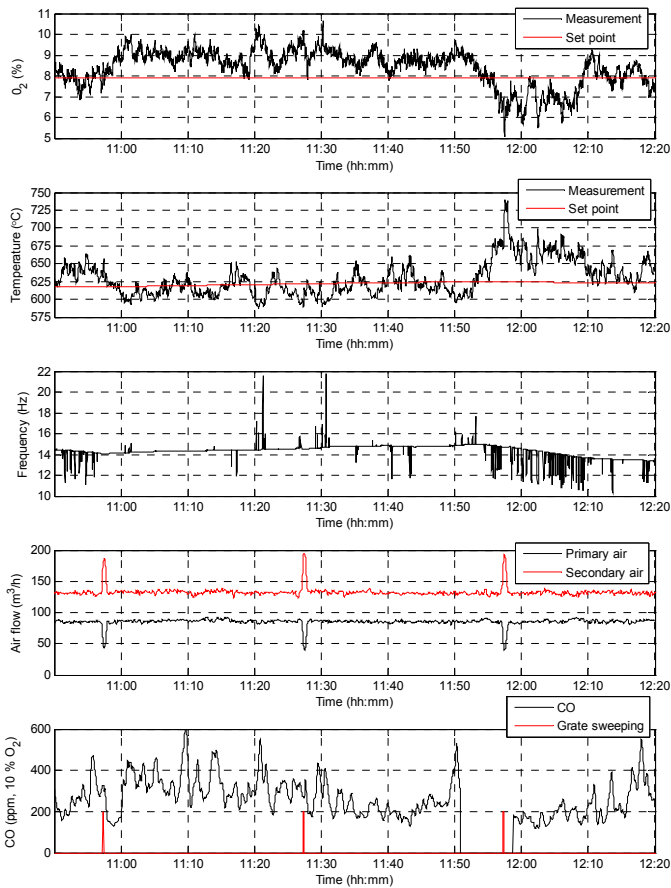 11
10
9
8
7
6
5
0₂ (%)
Measurement
Set point
11:00 11:10 11:20 11:30 11:40 11:50 12:00 12:10 12:20
Time (hh:mm)
750
725
700
675
650
625
600
575
Temperature (°C)
Measurement
Set point
11:00 11:10 11:20 11:30 11:40 11:50 12:00 12:10 12:20
Time (hh:mm)
22
20
18
16
14
12
10
Frequency (Hz)
11:00 11:10 11:20 11:30 11:40 11:50 12:00 12:10 12:20
Time (hh:mm)
200
150
100
50
0
Air flow (m³/h)
Primary air
Secondary air
11:00 11:10 11:20 11:30 11:40 11:50 12:00 12:10 12:20
Time (hh:mm)
600
400
200
0
CO (ppm, 10 % O₂)
CO
Grate sweeping
11:00 11:10 11:20 11:30 11:40 11:50 12:00 12:10 12:20
Time (hh:mm)